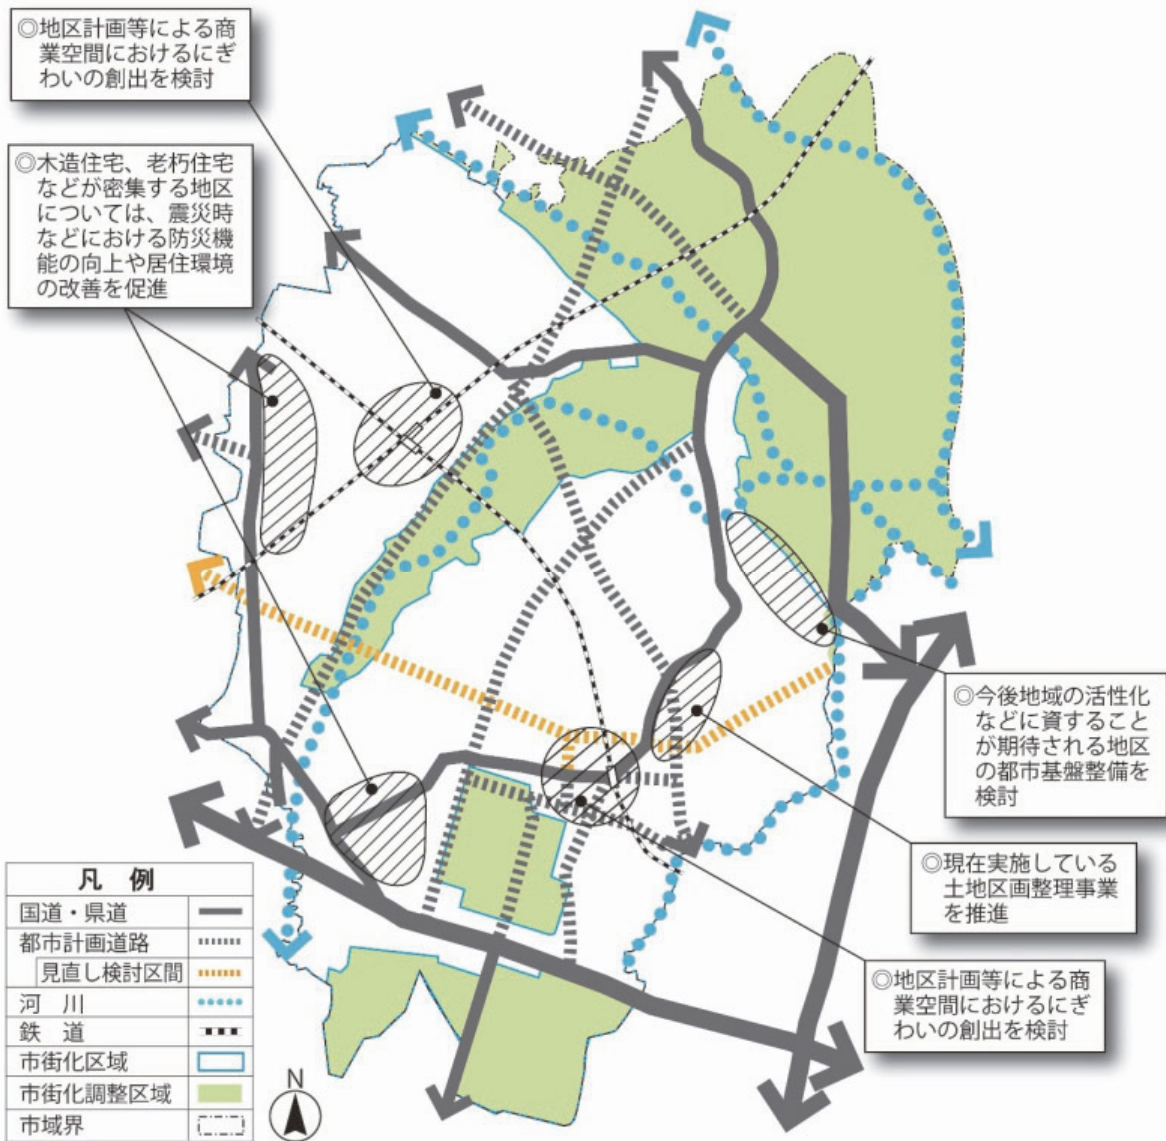 ◎地区計画等による商
業空間におけるにぎ
わいの創出を検討
◎木造住宅、老朽住宅
などが密集する地区
については、震災時
などにおける防災機
能の向上や居住環境
の改善を促進
◎今後地域の活性化
などに資すること
が期待される地区
の都市基盤整備を
検討
◎現在実施している
土地区画整理事業
を推進
◎地区計画等による商
業空間におけるにぎ
わいの創出を検討
凡 例
国道・県道
都市計画道路
見直し検討区間
河 川
鉄 道
市街化区域
市街化調整区域
市域界
N